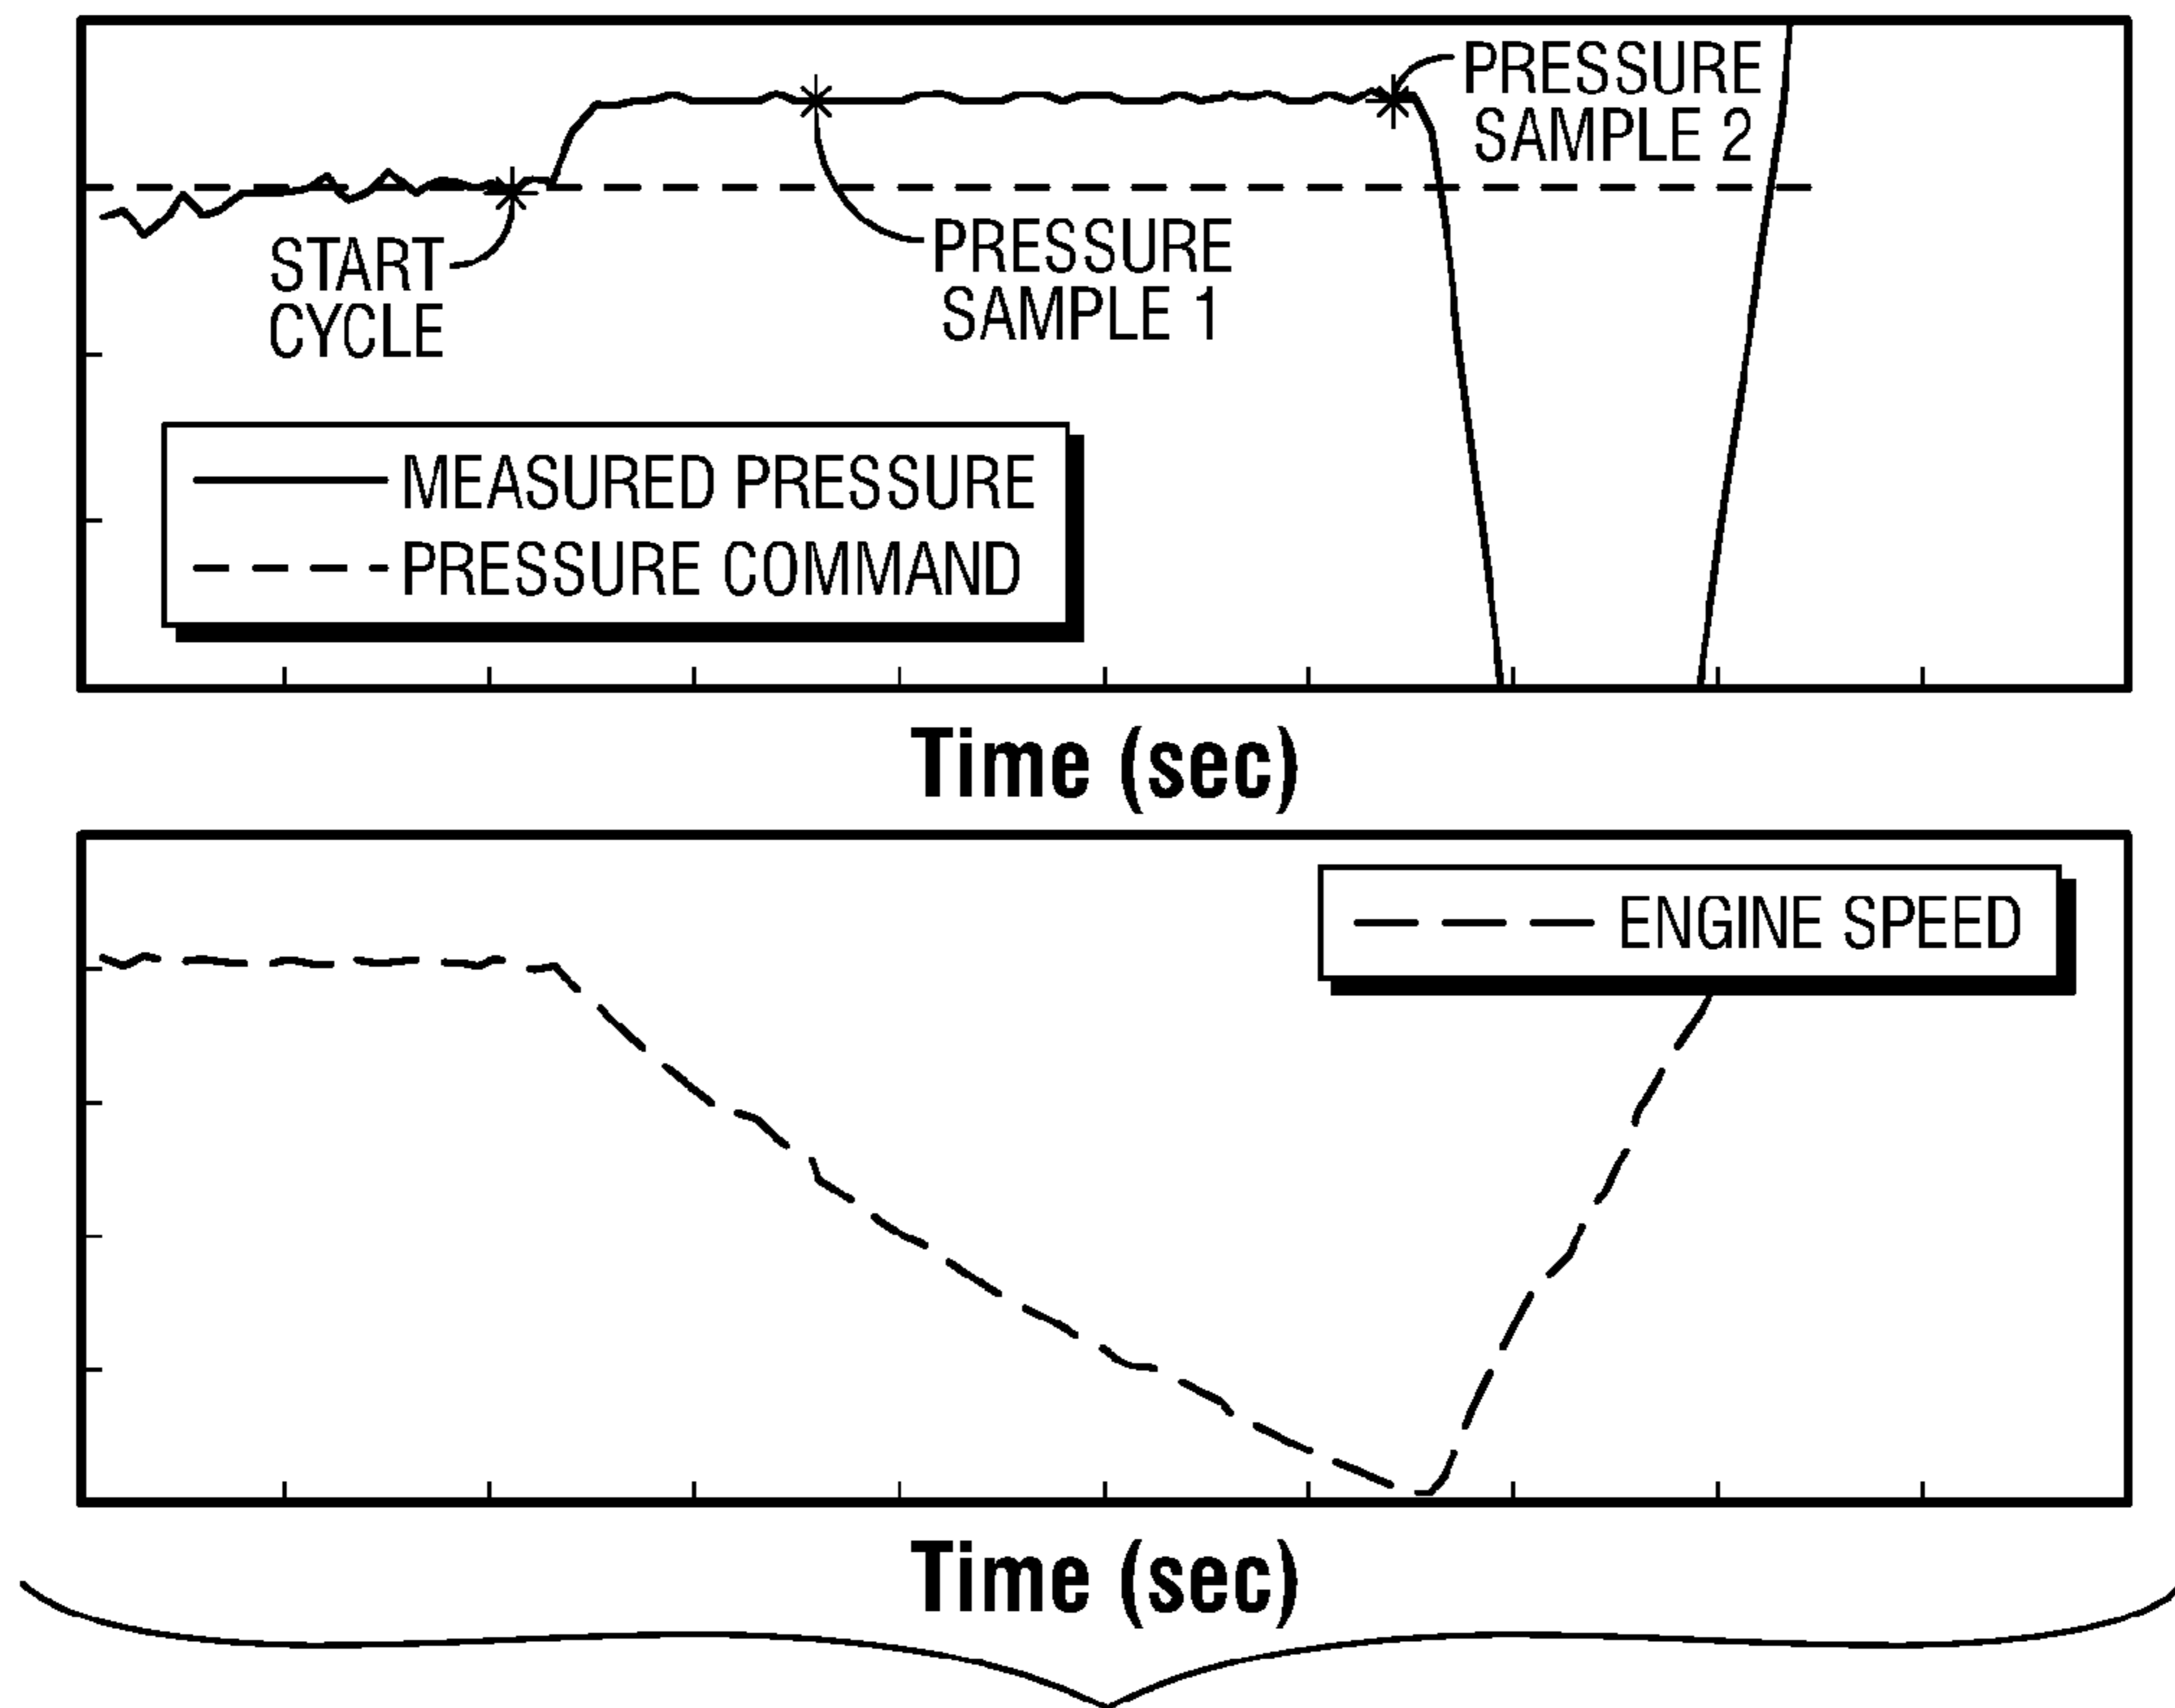 PRESSURE
SAMPLE 2
START
CYCLE
PRESSURE
SAMPLE 1
MEASURED PRESSURE
PRESSURE COMMAND
Time (sec)
ENGINE SPEED
Time (sec)